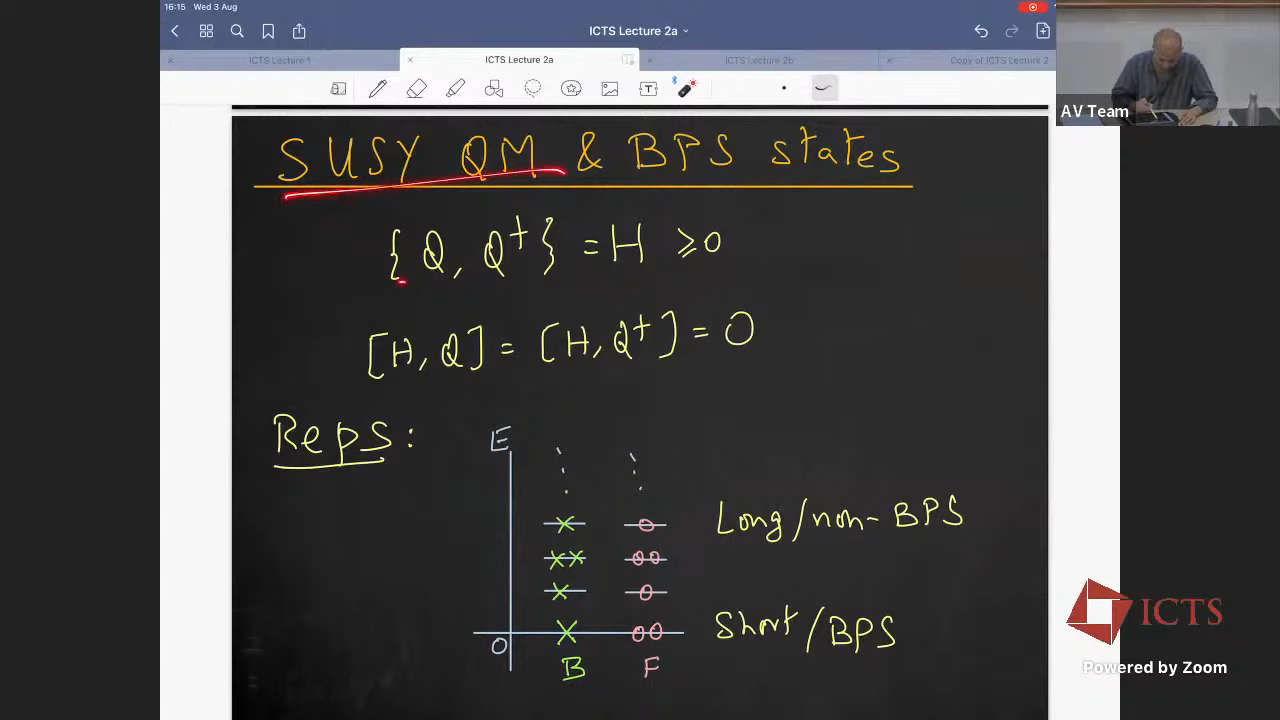 16:15 Wed 3 Aug
ICTS Lecture 2a
ICTS Lecture 1
ICTS Lecture 2a
ICTS Lecture 2b
Copy of ICTS Lecture 2
T
AV Team
SUSY QM & BPS states
{Q, Q†} = H ≥ 0
[H, Q] = [H, Q†] = 0
Reps:
E
Long/non-BPS
Short/BPS
0
B F
ICTS
Powered by Zoom